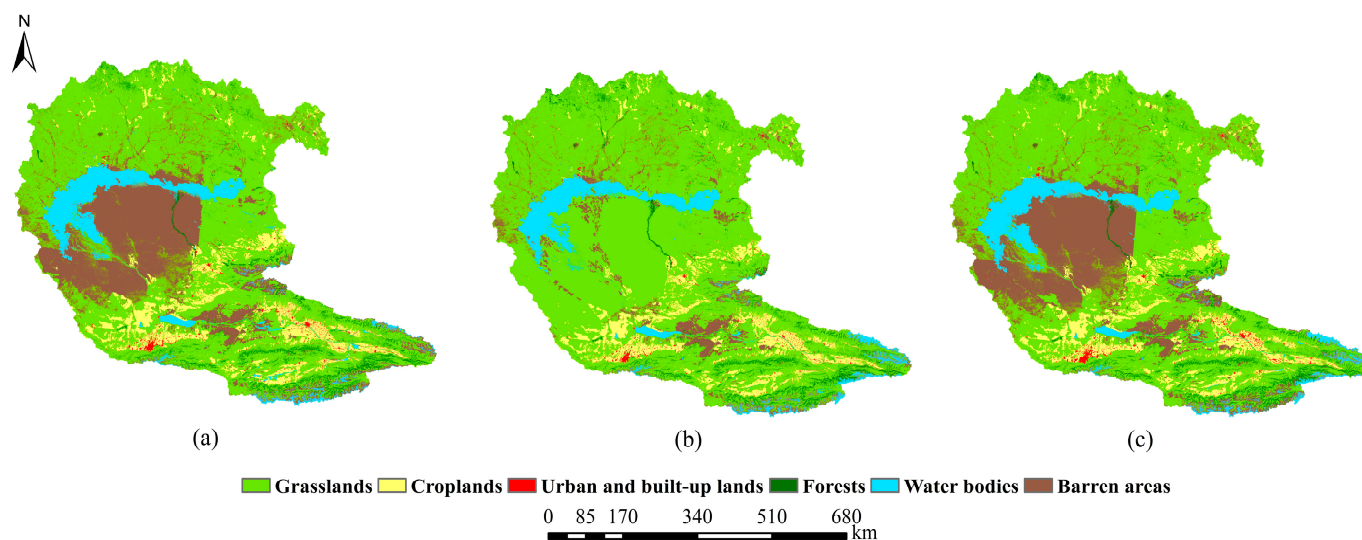 N
(a)
(b)
(c)
Grasslands Croplands Urban and built-up lands Forests Water bodies Barren areas
0 85 170 340 510 680
km